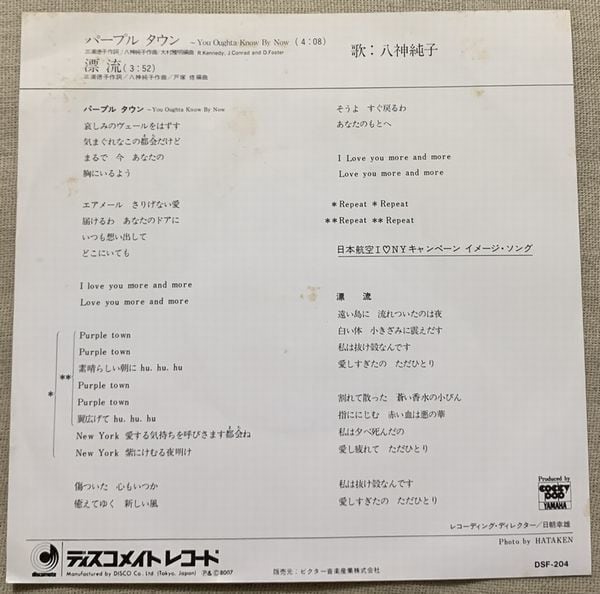 パープル タウン ～You Oughta Know By Now (4:08)
三浦徳子作詞／八神純子作曲／大村雅明編曲 R.Kennedy, J.Conrad and D.Foster
漂 流(3:52)
三浦徳子作詞／八神純子作曲／戸塚 修編曲
歌：八神純子
パープル タウン ～You Oughta Know By Now
哀しみのヴェールをはずす
気まぐれなこの都会だけど
まるで 今 あなたの
胸にいるよう
エアメール さりげない愛
届けるわ あなたのドアに
いつも想い出して
どこにいても
I love you more and more
Love you more and more
Purple town
Purple town
素晴らしい朝に hu. hu. hu
Purple town
Purple town
翼広げて hu. hu. hu
New York 愛する気持ちを呼びさます都会ね
New York 紫にけむる夜明け
*
**
傷ついた 心もいつか
癒えてゆく 新しい風
そうよ すぐ戻るわ
あなたのもとへ
I Love you more and more
Love you more and more
*Repeat *Repeat
**Repeat **Repeat
日本航空I♡NYキャンペーン イメージ・ソング
漂 流
遠い島に 流れついたのは夜
白い体 小きざみに震えだす
私は抜け殻なんです
愛しすぎたの ただひとり
割れて散った 蒼い香水の小びん
指ににじむ 赤い血は悪の華
私は夕べ死んだの
愛し疲れて ただひとり
私は抜け殻なんです
愛しすぎたの ただひとり
Produced by
COCKY POP
YAMAHA
レコーディング・ディレクター／日朝幸雄
Photo by HATAKEN
discomate
ディスコメイト レコード
Manufactured by DISCO Co. Ltd (Tokyo, Japan) Ⓟ&Ⓒ 8007
販売元：ビクター音楽産業株式会社
DSF-204